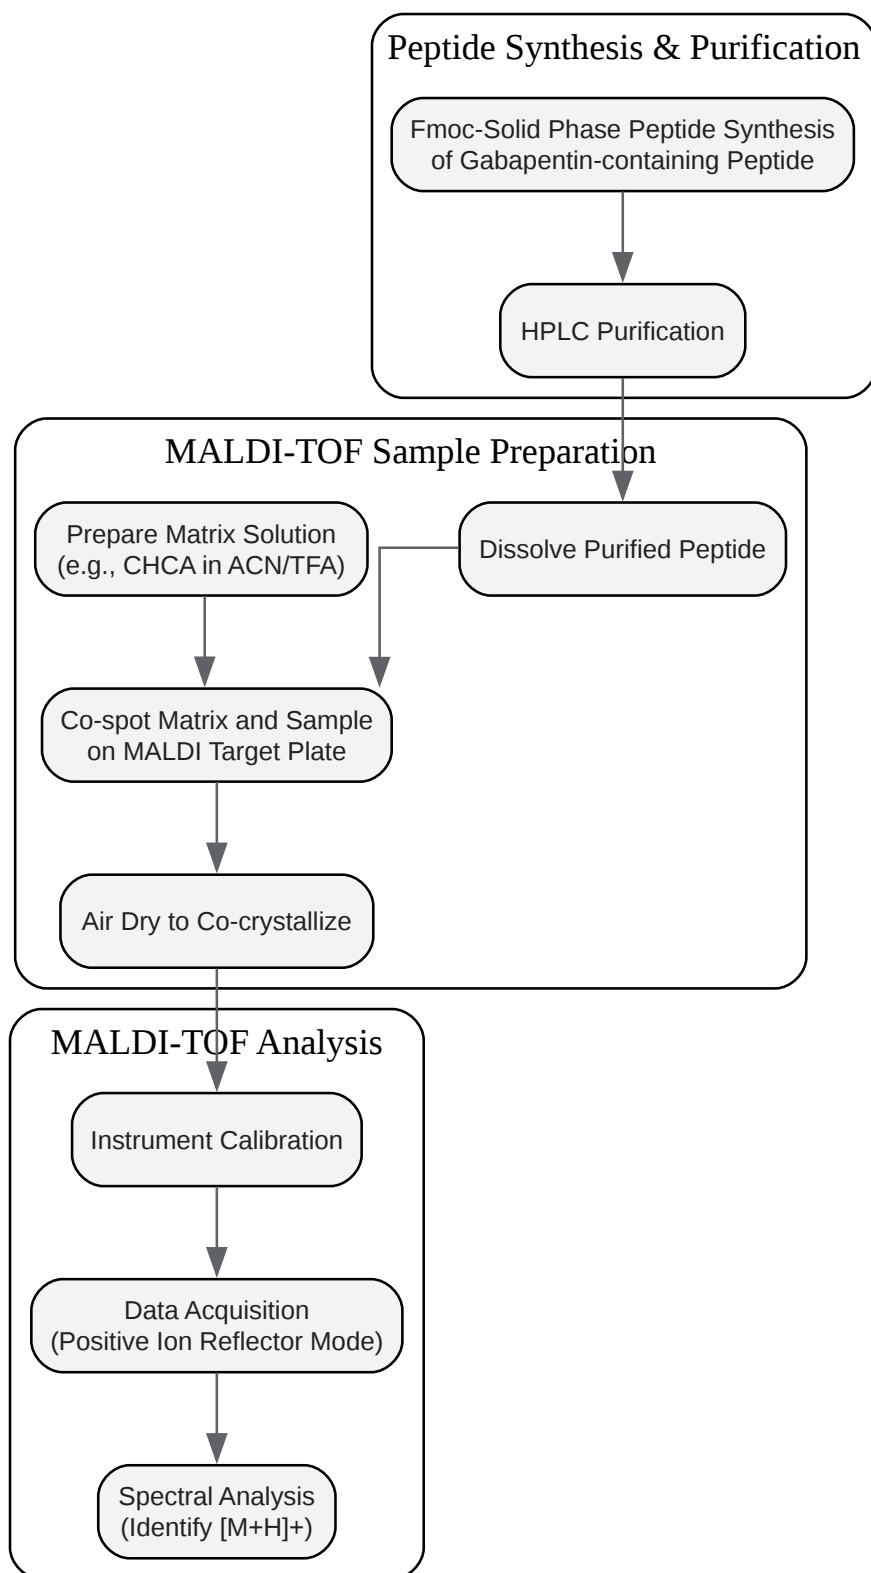 Peptide Synthesis & Purification
Fmoc-Solid Phase Peptide Synthesis
of Gabapentin-containing Peptide
HPLC Purification
MALDI-TOF Sample Preparation
Prepare Matrix Solution
(e.g., CHCA in ACN/TFA)
Dissolve Purified Peptide
Co-spot Matrix and Sample
on MALDI Target Plate
Air Dry to Co-crystallize
MALDI-TOF Analysis
Instrument Calibration
Data Acquisition
(Positive Ion Reflector Mode)
Spectral Analysis
(Identify [M+H]+)